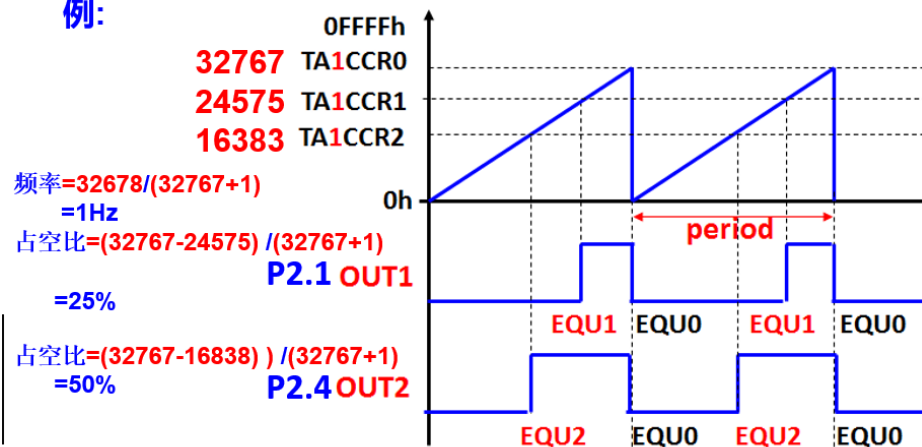 例:
0FFFFh
32767 TA1CCR0
24575 TA1CCR1
16383 TA1CCR2
频率=32678/(32767+1)
=1Hz
0h
period
占空比=(32767-24575) /(32767+1)
P2.1 OUT1
=25%
EQU1 EQU0 EQU1 EQU0
占空比=(32767-16838) ) /(32767+1)
=50%
P2.4 OUT2
EQU2 EQU0 EQU2 EQU0